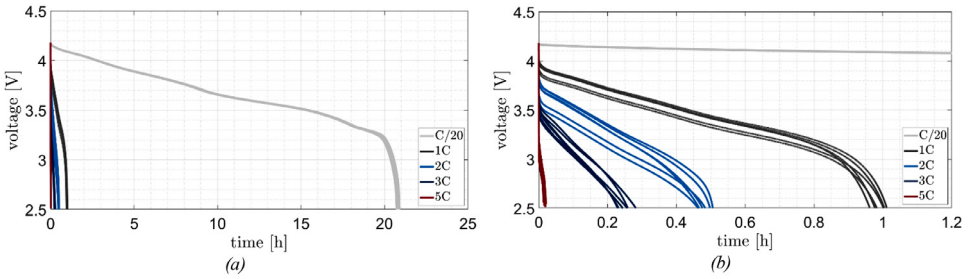 4.5
4
3.5
3
2.5
voltage [V]
0 5 10 15 20 25
time [h]
C/20
1C
2C
3C
5C
(a)
4.5
4
3.5
3
2.5
voltage [V]
0 0.2 0.4 0.6 0.8 1 1.2
time [h]
C/20
1C
2C
3C
5C
(b)